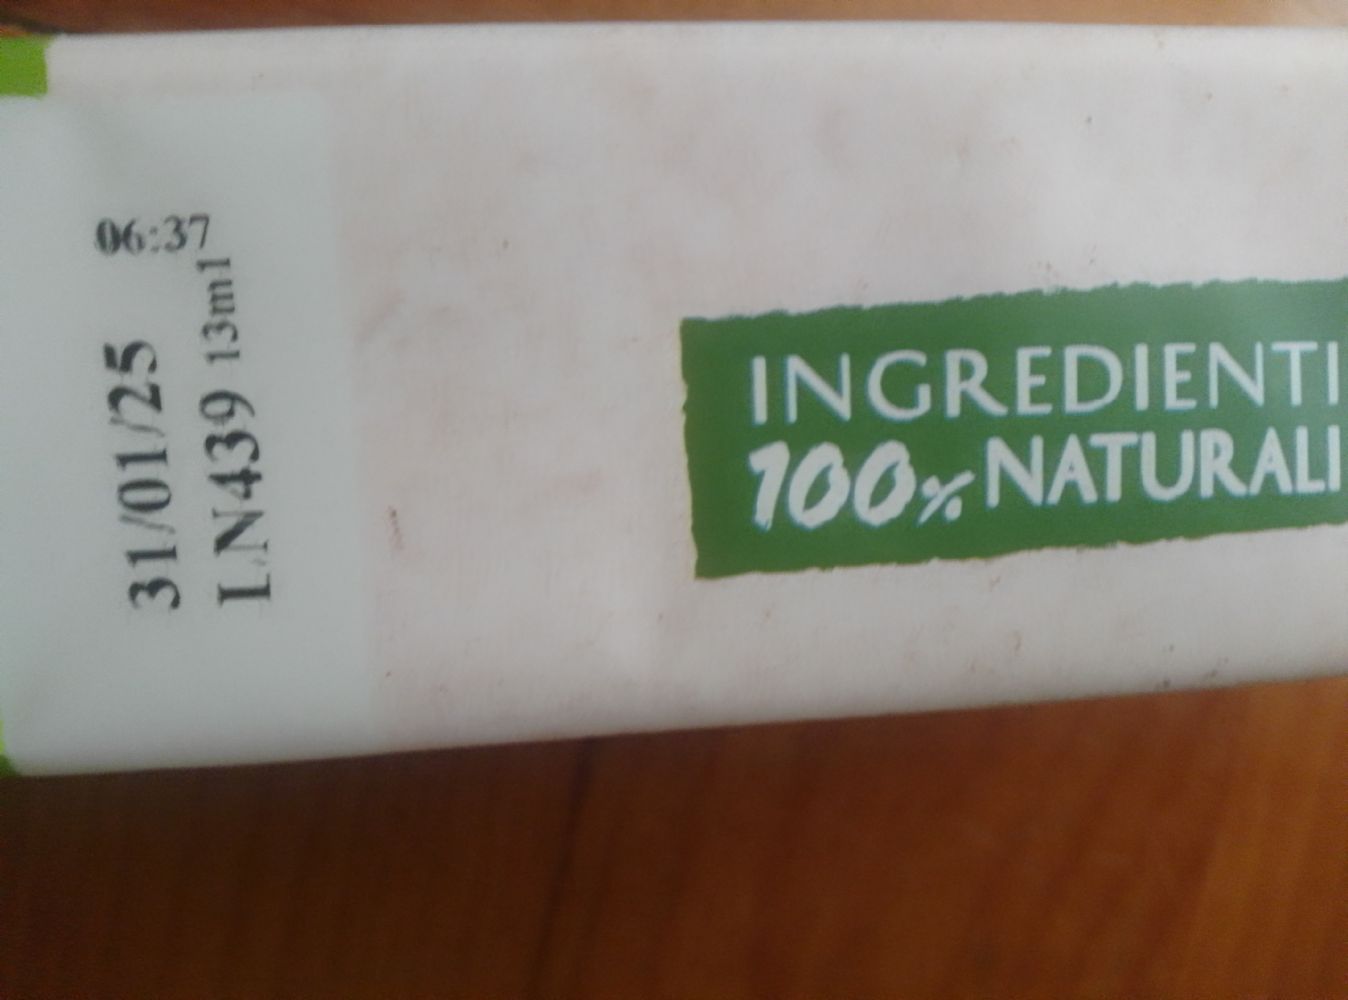 31/01/25 06:37
LN439 13ml
INGREDIENTI
100% NATURALI